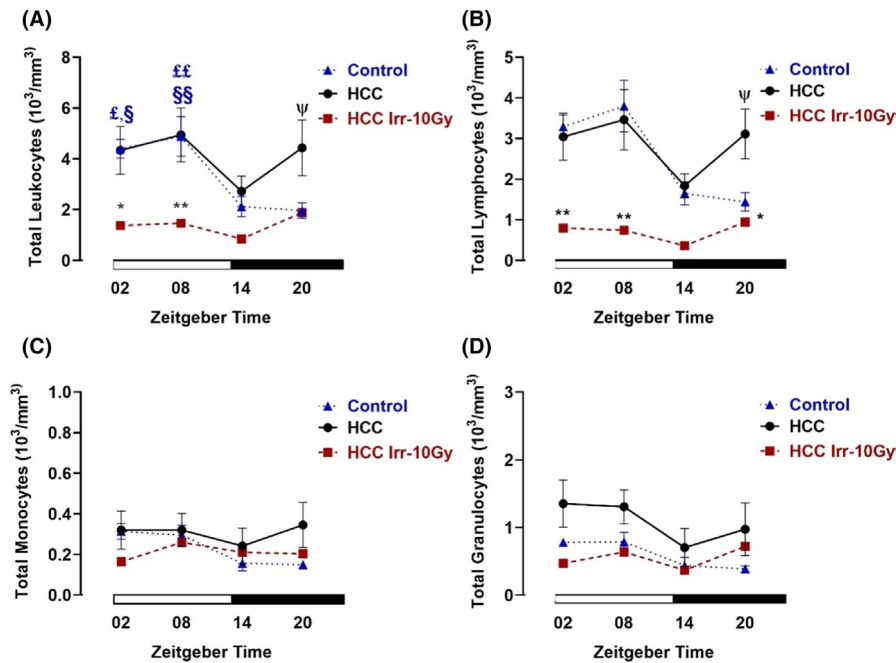 (A)
Total Leukocytes (10³/mm³)
8
6
4
2
0
£,§
££
§§
ψ
*
**
Control
HCC
HCC Irr-10Gy
02 08 14 20
Zeitgeber Time
(B)
Total Lymphocytes (10³/mm³)
5
4
3
2
1
0
ψ
**
**
*
Control
HCC
HCC Irr-10Gy
02 08 14 20
Zeitgeber Time
(C)
Total Monocytes (10³/mm³)
1.0
0.8
0.6
0.4
0.2
0.0
Control
HCC
HCC Irr-10Gy
02 08 14 20
Zeitgeber Time
(D)
Total Granulocytes (10³/mm³)
3
2
1
0
Control
HCC
HCC Irr-10Gy
02 08 14 20
Zeitgeber Time